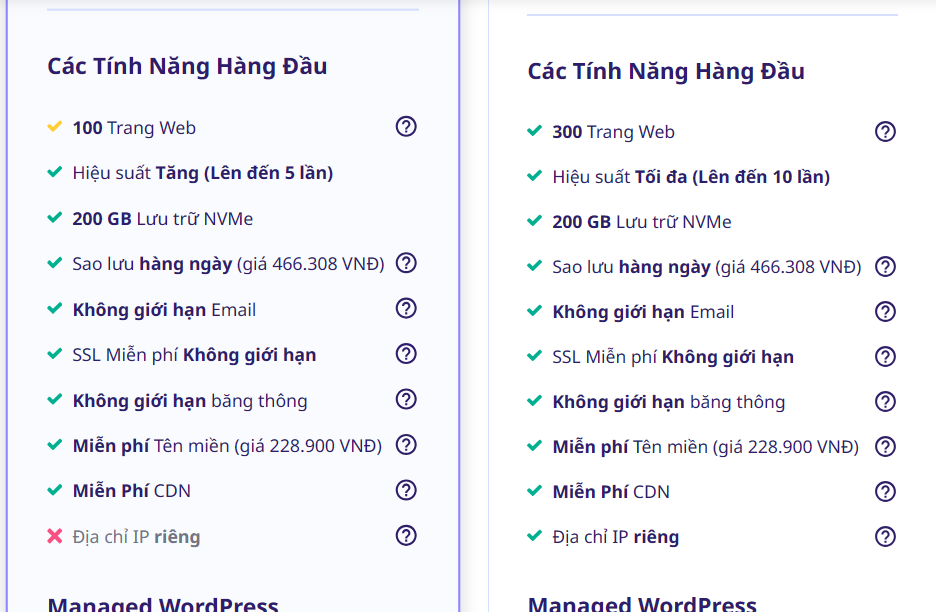 Các Tính Năng Hàng Đầu
100 Trang Web
Hiệu suất Tăng (Lên đến 5 lần)
200 GB Lưu trữ NVMe
Sao lưu hàng ngày (giá 466.308 VNĐ)
Không giới hạn Email
SSL Miễn phí Không giới hạn
Không giới hạn băng thông
Miễn phí Tên miền (giá 228.900 VNĐ)
Miễn Phí CDN
Địa chỉ IP riêng
Managed WordPress
Các Tính Năng Hàng Đầu
300 Trang Web
Hiệu suất Tối đa (Lên đến 10 lần)
200 GB Lưu trữ NVMe
Sao lưu hàng ngày (giá 466.308 VNĐ)
Không giới hạn Email
SSL Miễn phí Không giới hạn
Không giới hạn băng thông
Miễn phí Tên miền (giá 228.900 VNĐ)
Miễn Phí CDN
Địa chỉ IP riêng
Managed WordPress